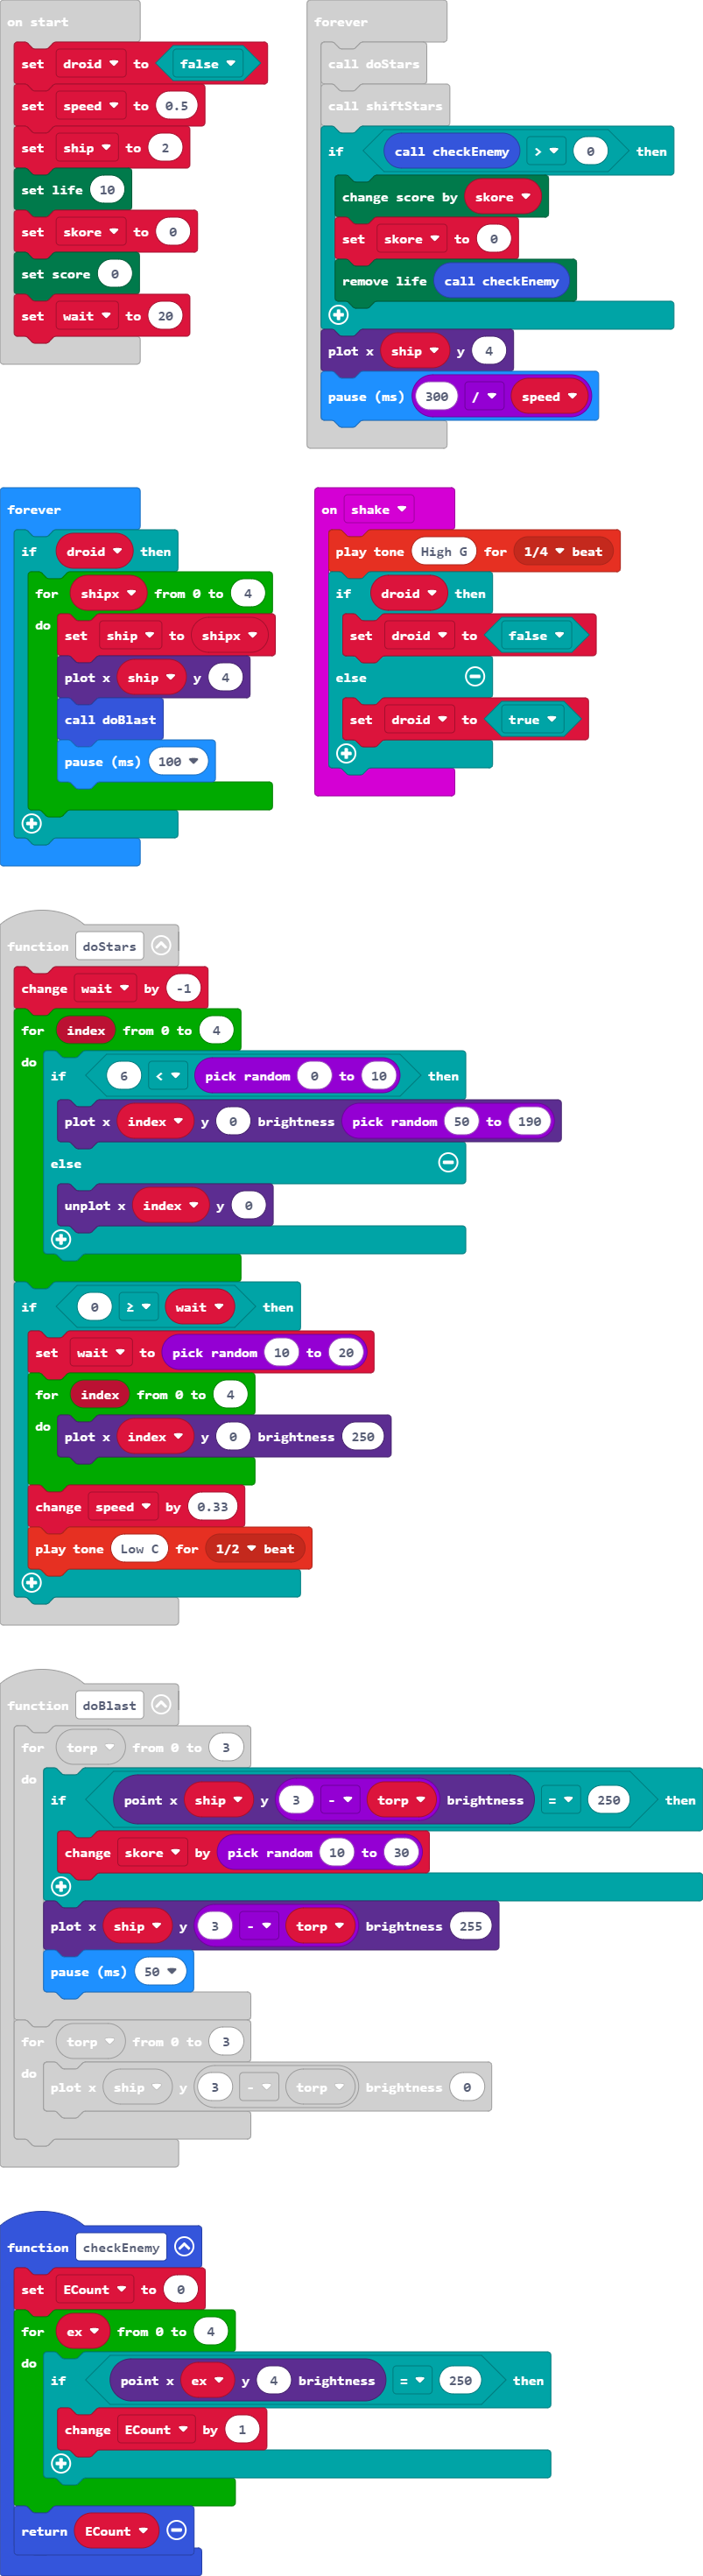 on start
set droid to false
set speed to 0.5
set ship to 2
set life 10
set skore to 0
set score 0
set wait to 20
forever
call doStars
call shiftStars
if call checkEnemy > 0 then
change score by skore
set skore to 0
remove life call checkEnemy
plot x ship y 4
pause (ms) 300 / speed
forever
if droid then
for shipx from 0 to 4
do
set ship to shipx
plot x ship y 4
call doBlast
pause (ms) 100
on shake
play tone High G for 1/4 beat
if droid then
set droid to false
else
set droid to true
function doStars
change wait by -1
for index from 0 to 4
do
if 6 < pick random 0 to 10 then
plot x index y 0 brightness pick random 50 to 190
else
unplot x index y 0
if 0 ≥ wait then
set wait to pick random 10 to 20
for index from 0 to 4
do
plot x index y 0 brightness 250
change speed by 0.33
play tone Low C for 1/2 beat
function doBlast
for torp from 0 to 3
do
if point x ship y 3 - torp brightness = 250 then
change skore by pick random 10 to 30
plot x ship y 3 - torp brightness 255
pause (ms) 50
for torp from 0 to 3
do
plot x ship y 3 - torp brightness 0
function checkEnemy
set ECount to 0
for ex from 0 to 4
do
if point x ex y 4 brightness = 250 then
change ECount by 1
return ECount